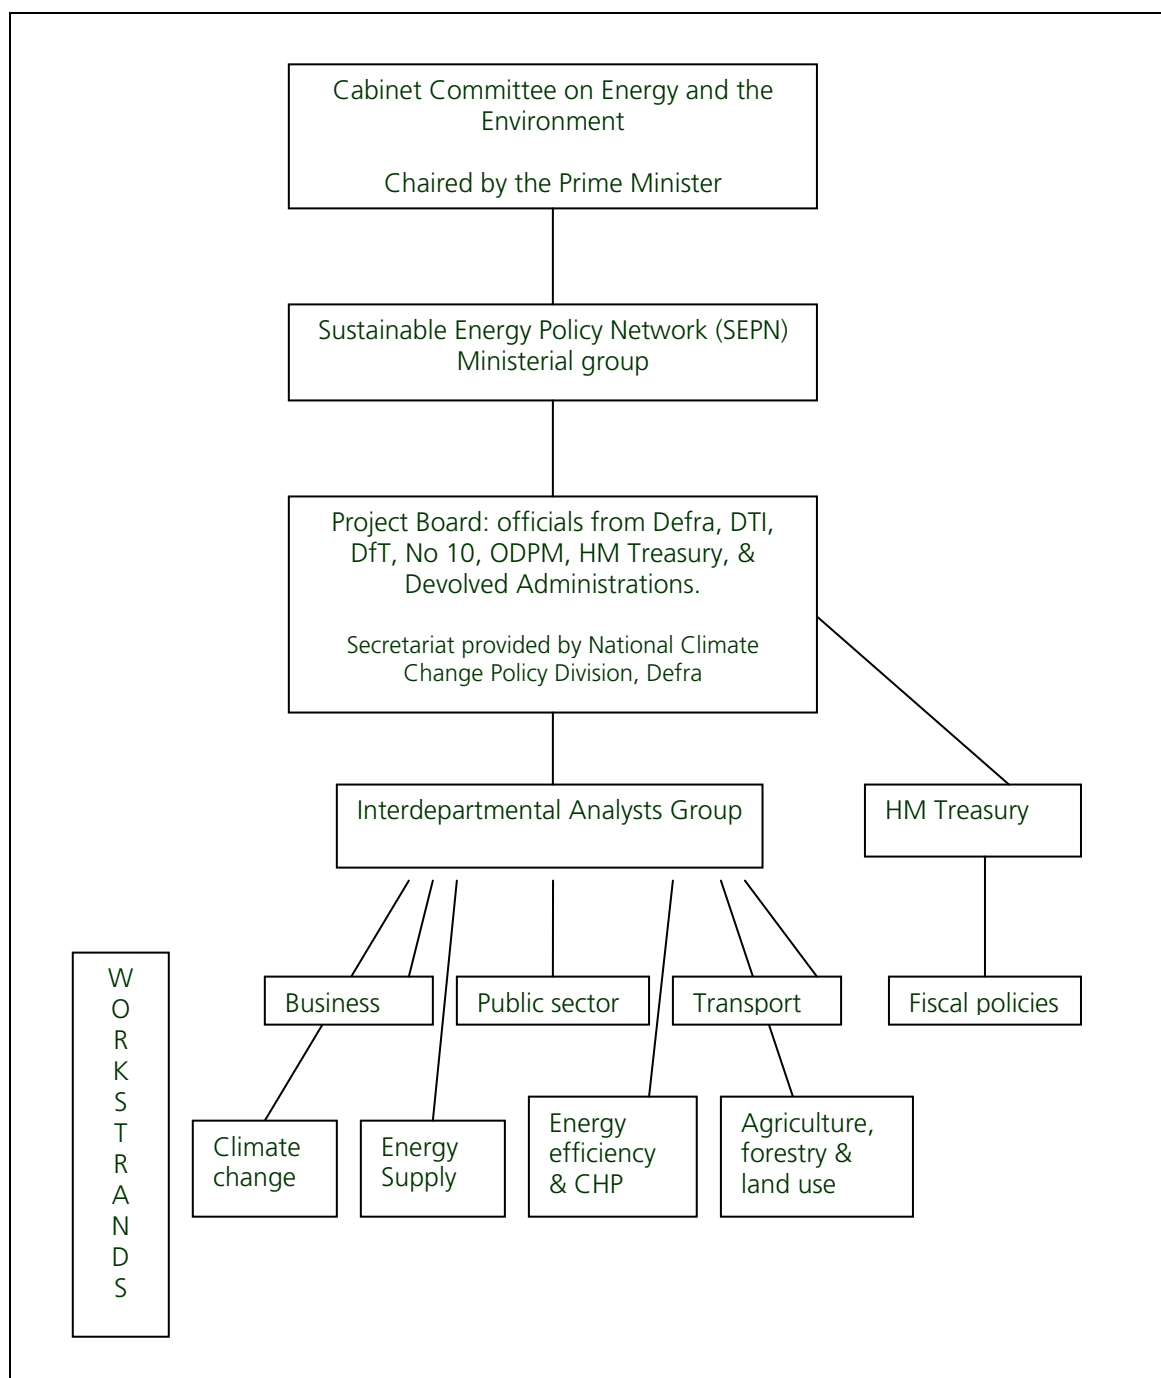 Cabinet Committee on Energy and the
Environment
Chaired by the Prime Minister
Sustainable Energy Policy Network (SEPN)
Ministerial group
Project Board: officials from Defra, DTI,
DfT, No 10, ODPM, HM Treasury, &
Devolved Administrations.
Secretariat provided by National Climate
Change Policy Division, Defra
Interdepartmental Analysts Group
HM Treasury
W
O
R
K
S
T
R
A
N
D
S
Business
Public sector
Transport
Fiscal policies
Climate
change
Energy
Supply
Energy
efficiency
& CHP
Agriculture,
forestry &
land use